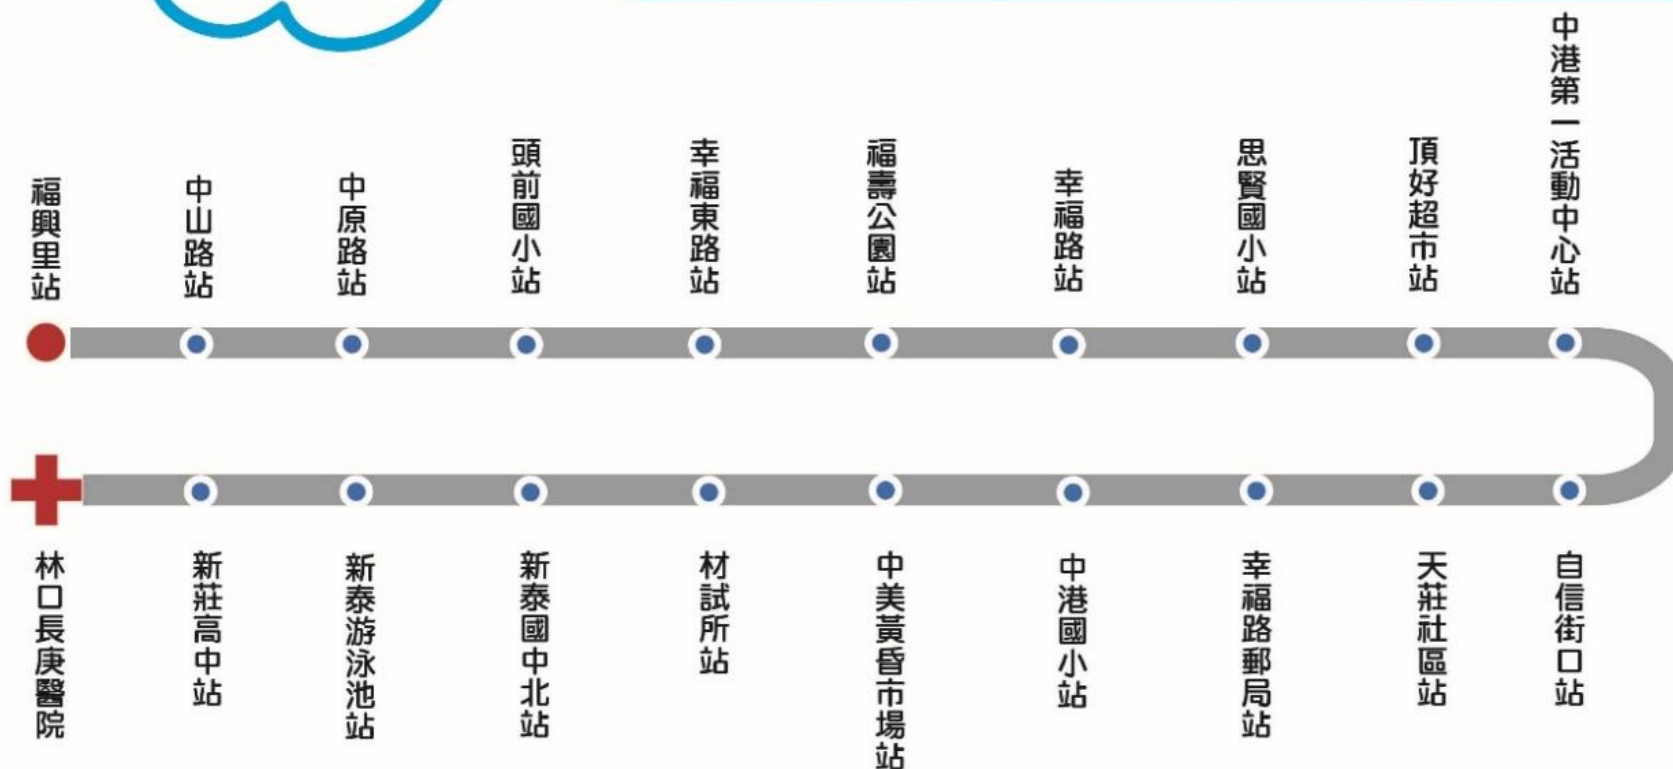 福興里站
中山路站
中原路站
頭前國小站
幸福東路站
福壽公園站
幸福路站
思賢國小站
頂好超市站
中港第一活動中心站
林口長庚醫院
新莊高中站
新泰游泳池站
新泰國中北站
材試所站
中美黃昏市場站
中港國小站
幸福路郵局站
天莊社區站
自信街口站